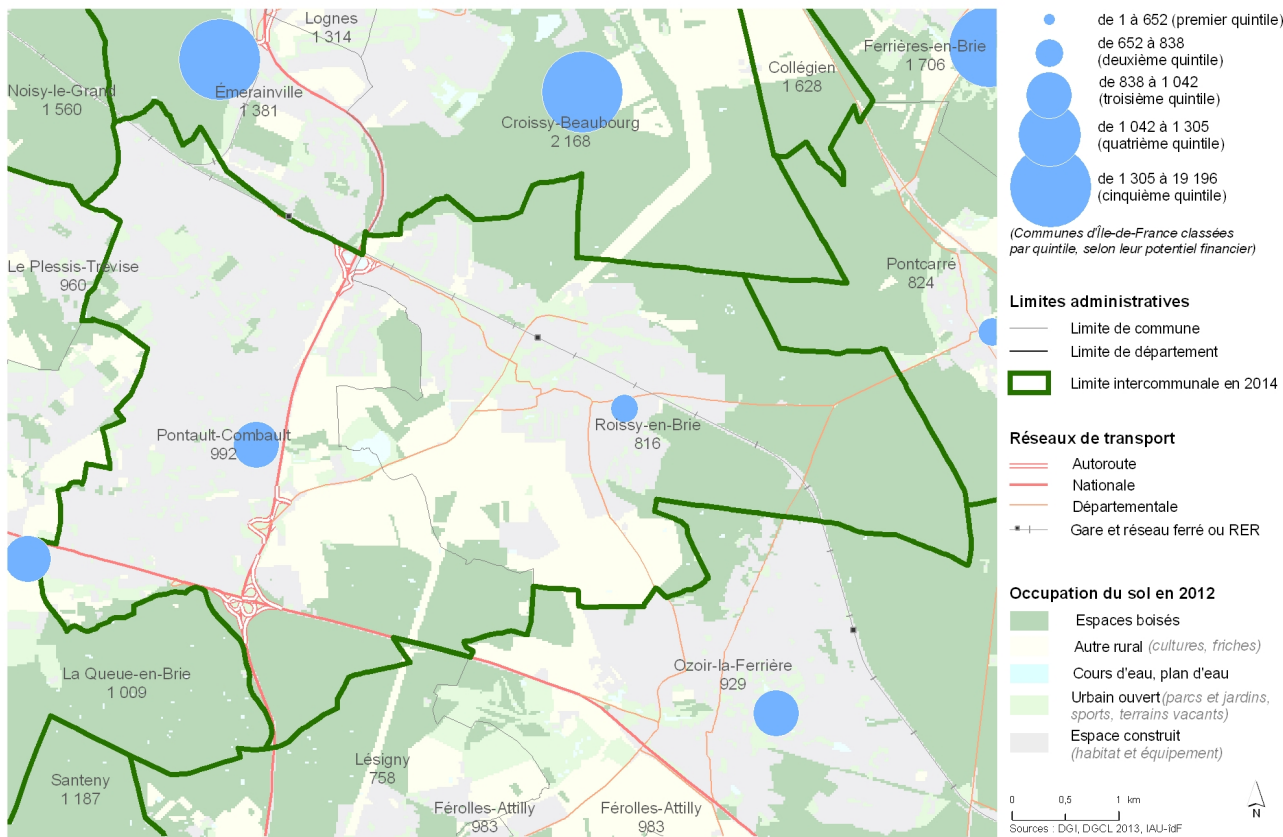 Lognes
1 314
Ferrières-en-Brie
1 706
Collégien
1 628
Noisy-le-Grand
1 560
Émerainville
1 381
Croissy-Beaubourg
2 168
Le Plessis-Trévise
960
Pontcarré
824
Pontault-Combault
992
Roissy-en-Brie
816
La Queue-en-Brie
1 009
Ozoir-la-Ferrière
929
Santeny
1 187
Lésigny
758
Férolles-Attilly
983
Férolles-Attilly
983
de 1 à 652 (premier quintile)
de 652 à 838
(deuxième quintile)
de 838 à 1 042
(troisième quintile)
de 1 042 à 1 305
(quatrième quintile)
de 1 305 à 19 196
(cinquième quintile)
(Communes d'Île-de-France classées
par quintile, selon leur potentiel financier)
Limites administratives
Limite de commune
Limite de département
Limite intercommunale en 2014
Réseaux de transport
Autoroute
Nationale
Départementale
Gare et réseau ferré ou RER
Occupation du sol en 2012
Espaces boisés
Autre rural (cultures, friches)
Cours d'eau, plan d'eau
Urbain ouvert (parcs et jardins,
sports, terrains vacants)
Espace construit
(habitat et équipement)
0 0,5 1 km
N
Sources : DGI, DGCL 2013, IAU-îdF